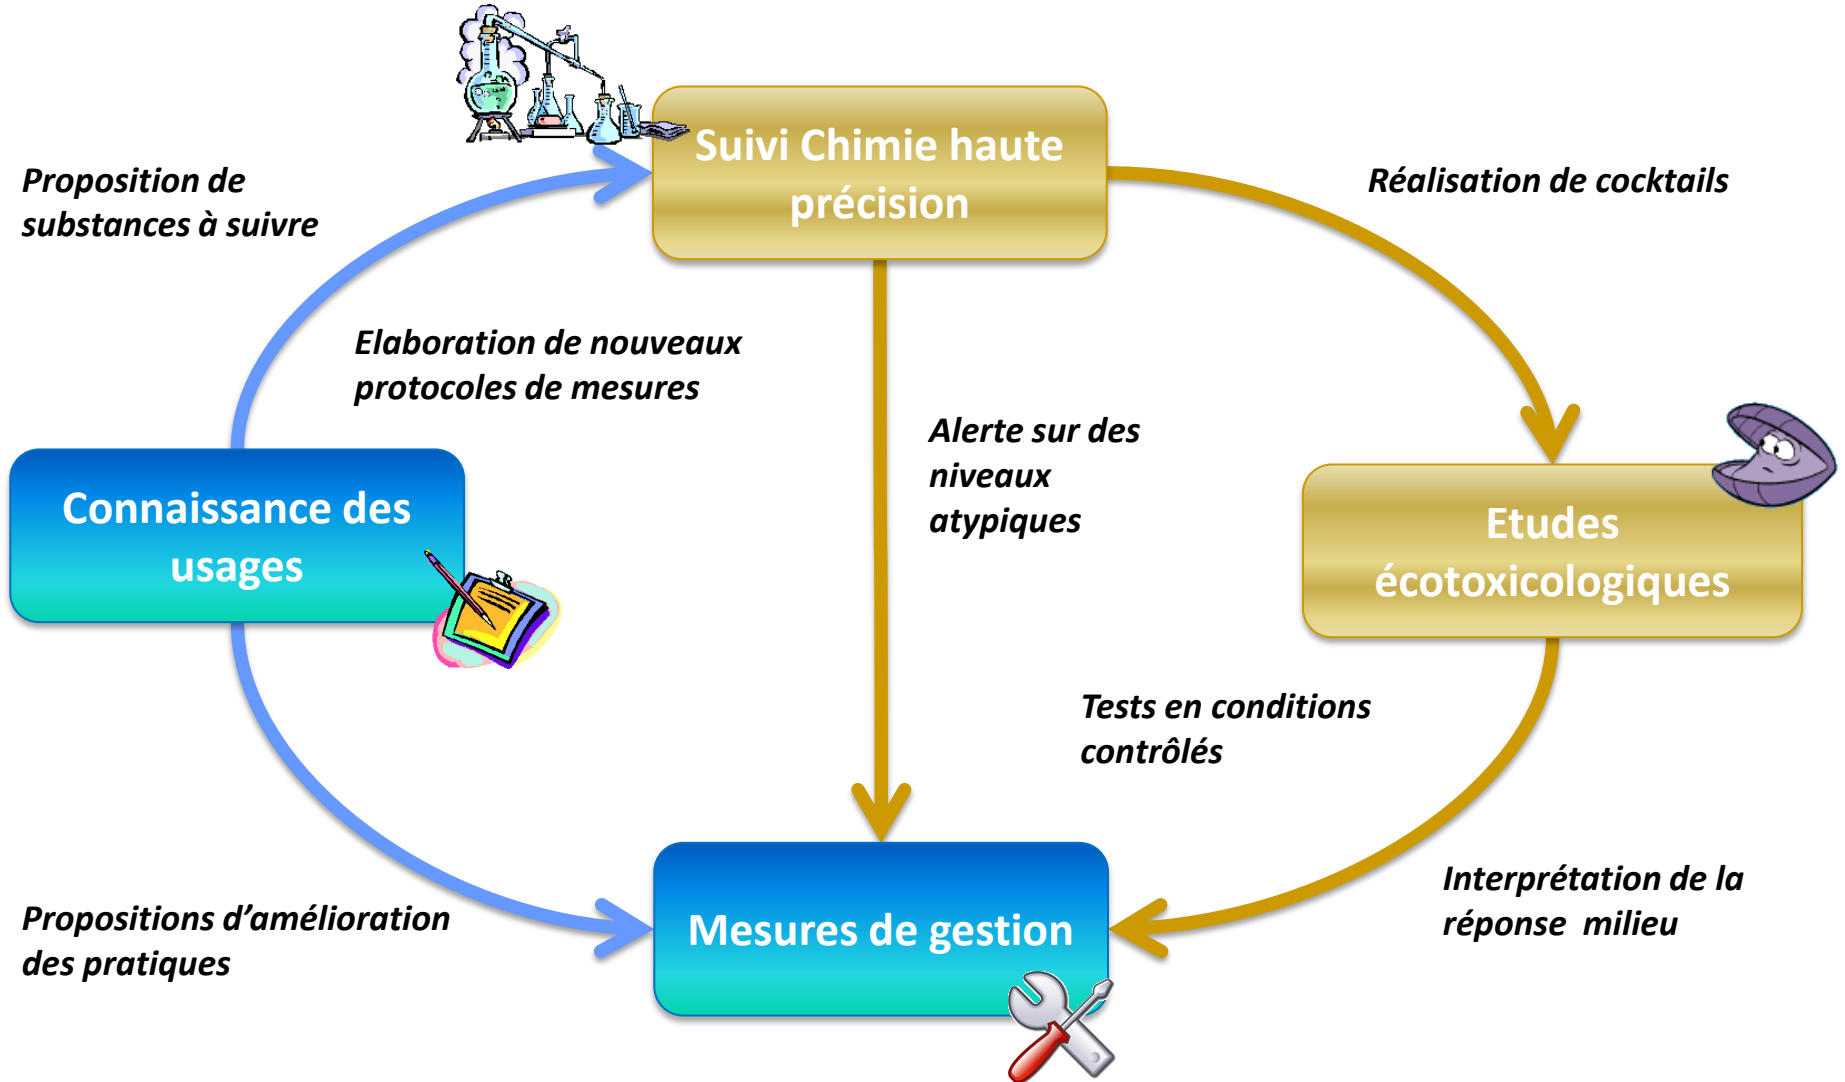 Suivi Chimie haute
précision
Proposition de
substances à suivre
Réalisation de cocktails
Elaboration de nouveaux
protocoles de mesures
Alerte sur des
niveaux
atypiques
Connaissance des
usages
Etudes
écotoxicologiques
Tests en conditions
contrôlés
Propositions d’amélioration
des pratiques
Mesures de gestion
Interprétation de la
réponse  milieu